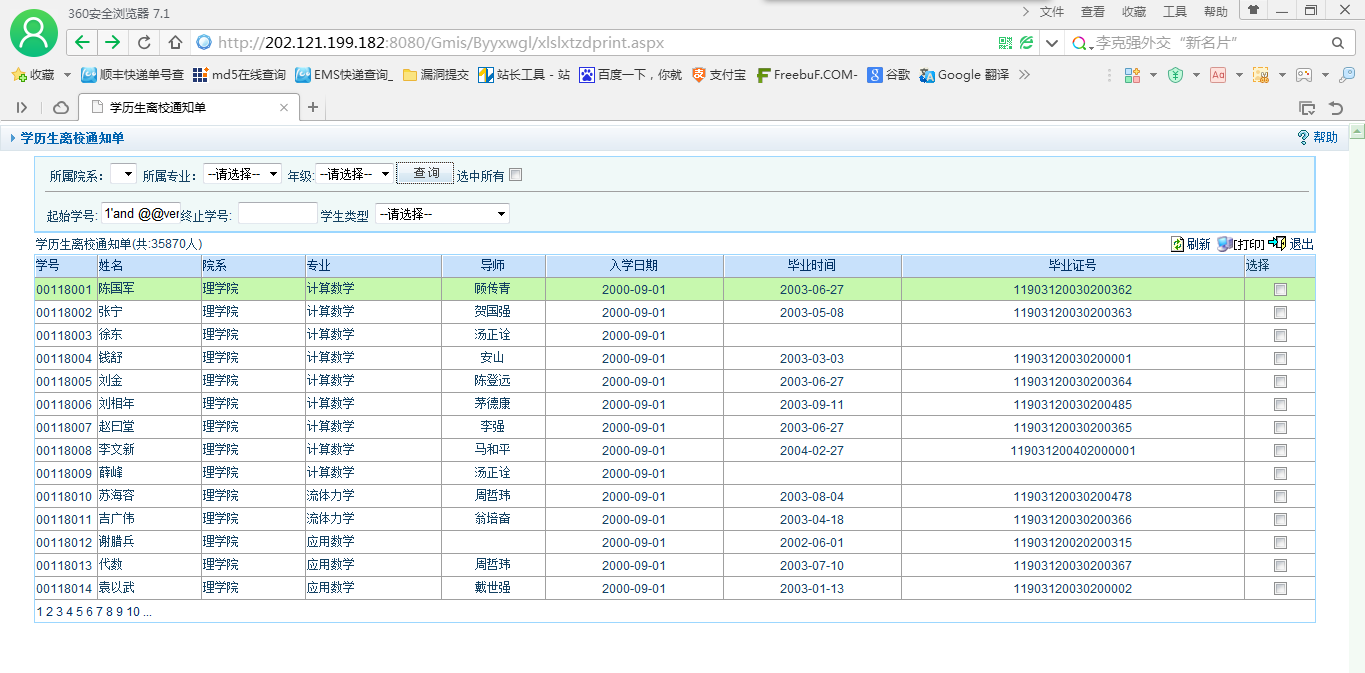 360安全浏览器 7.1
文件 查看 收藏 工具 帮助
http://202.121.199.182:8080/Gmis/Byyxwgl/xlslxtzdprint.aspx
李克强外交“新名片”
收藏 顺丰快递单号查 md5在线查询 EMS快递查询_ 漏洞提交 站长工具 - 站 百度一下，你就 支付宝 FreebuF.COM- 谷歌 Google 翻译
学历生离校通知单
学历生离校通知单 帮助
所属院系： 所属专业： --请选择-- 年级: --请选择-- 查询 选中所有
起始学号: 1'and @@ver 终止学号: 学生类型 --请选择--
学历生离校通知单(共:35870人) 刷新 [打印] 退出
学号 姓名 院系 专业 导师 入学日期 毕业时间 毕业证号 选择
00118001 陈国军 理学院 计算数学 顾传青 2000-09-01 2003-06-27 11903120030200362
00118002 张宁 理学院 计算数学 贺国强 2000-09-01 2003-05-08 11903120030200363
00118003 徐东 理学院 计算数学 汤正诠 2000-09-01
00118004 钱舒 理学院 计算数学 安山 2000-09-01 2003-03-03 11903120030200001
00118005 刘金 理学院 计算数学 陈登远 2000-09-01 2003-06-27 11903120030200364
00118006 刘相年 理学院 计算数学 茅德康 2000-09-01 2003-09-11 11903120030200485
00118007 赵曰堂 理学院 计算数学 李强 2000-09-01 2003-06-27 11903120030200365
00118008 李文新 理学院 计算数学 马和平 2000-09-01 2004-02-27 119031200402000001
00118009 薛峰 理学院 计算数学 汤正诠 2000-09-01
00118010 苏海容 理学院 流体力学 周哲玮 2000-09-01 2003-08-04 11903120030200478
00118011 吉广伟 理学院 流体力学 翁培奋 2000-09-01 2003-04-18 11903120030200366
00118012 谢腊兵 理学院 应用数学 2000-09-01 2002-06-01 11903120020200315
00118013 代数 理学院 应用数学 周哲玮 2000-09-01 2003-07-10 11903120030200367
00118014 袁以武 理学院 应用数学 戴世强 2000-09-01 2003-01-13 11903120030200002
1 2 3 4 5 6 7 8 9 10 ...